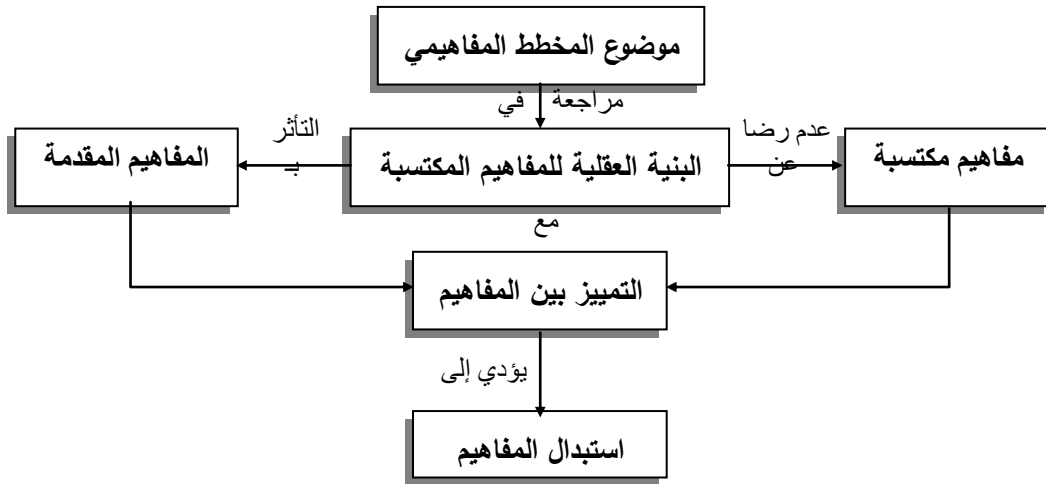 موضوع المخطط المفاهيمي
مراجعة في
عدم رضا
عن
التأثر
بـ
مفاهيم مكتسبة
البنية العقلية للمفاهيم المكتسبة
المفاهيم المقدمة
مع
التمييز بين المفاهيم
يؤدي إلى
استبدال المفاهيم